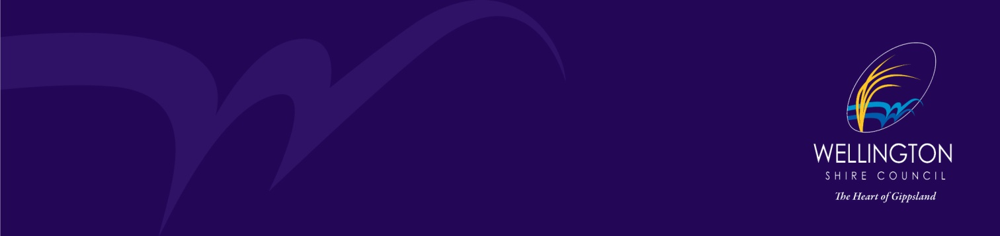 WELLINGTON
SHIRE COUNCIL
The Heart of Gippsland